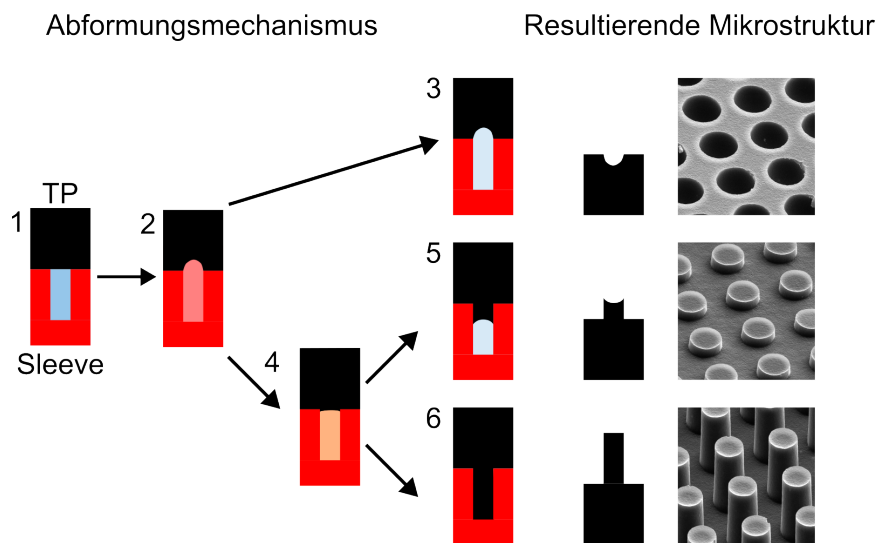 Abformungsmechanismus
Resultierende Mikrostruktur
3
TP
1
2
5
Sleeve
4
6